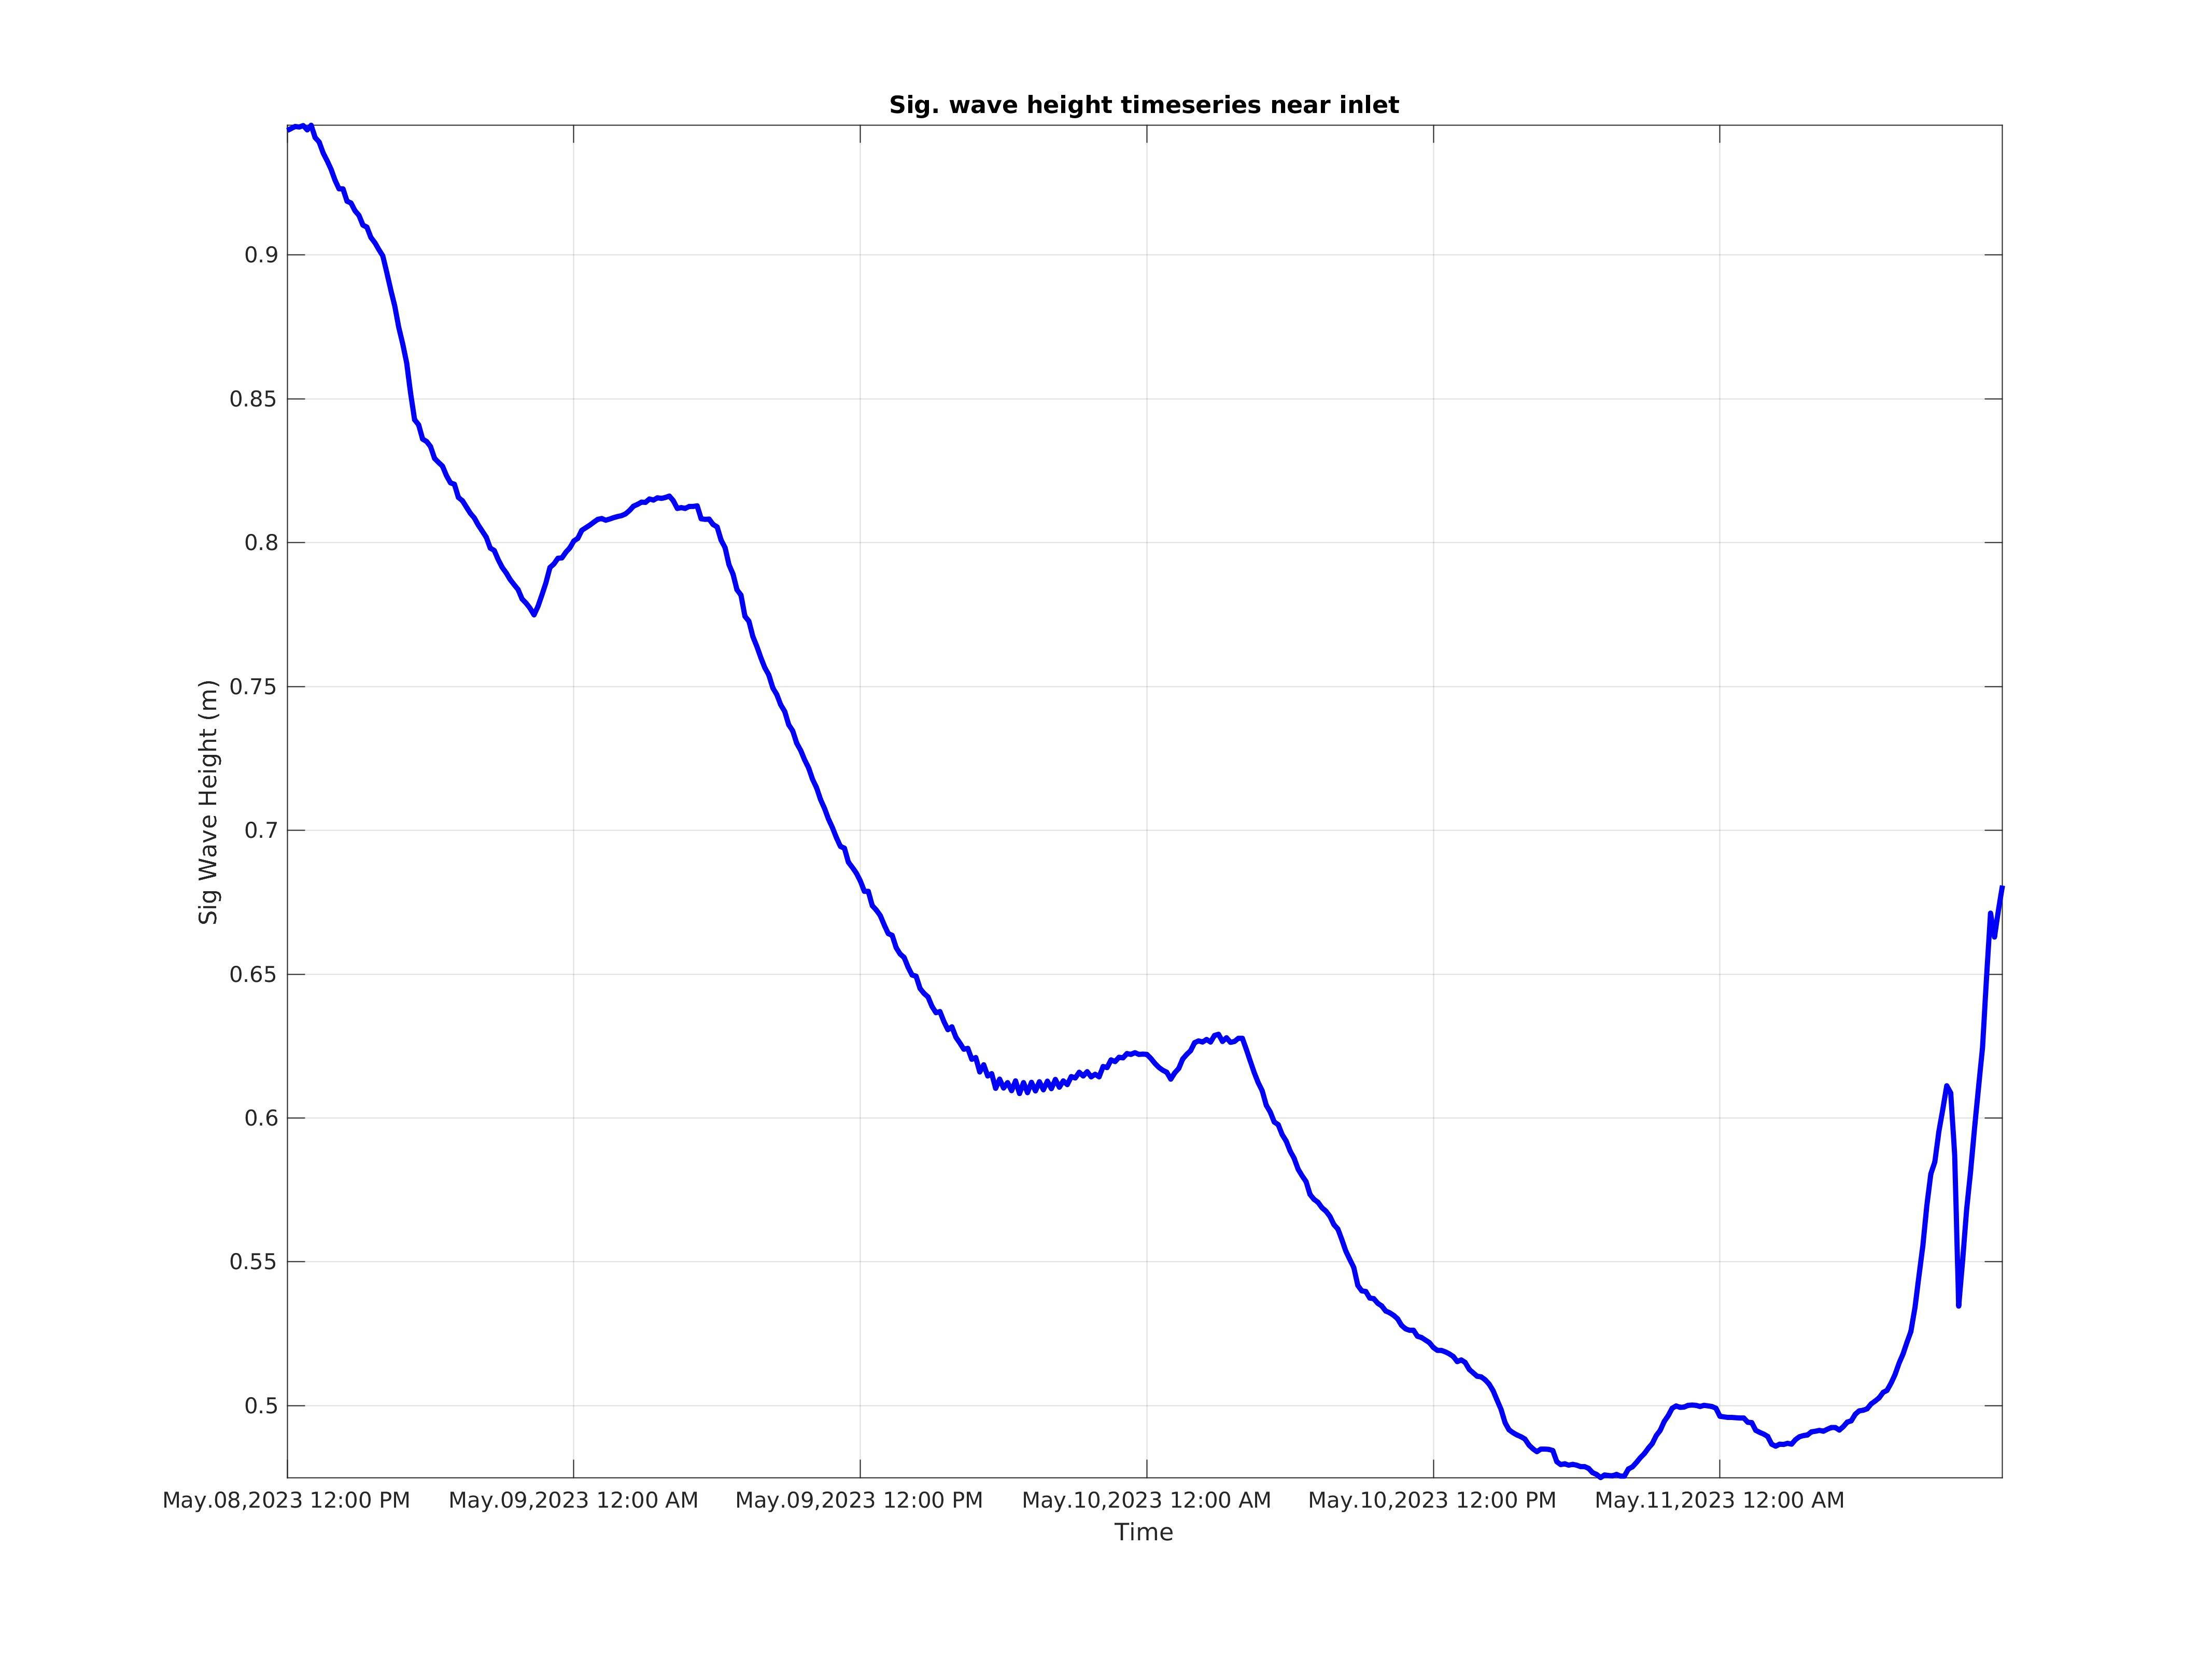 Sig. wave height timeseries near inlet
0.9
0.85
0.8
0.75
0.7
0.65
0.6
0.55
0.5
Sig Wave Height (m)
May.08,2023 12:00 PM May.09,2023 12:00 AM May.09,2023 12:00 PM May.10,2023 12:00 AM May.10,2023 12:00 PM May.11,2023 12:00 AM
Time